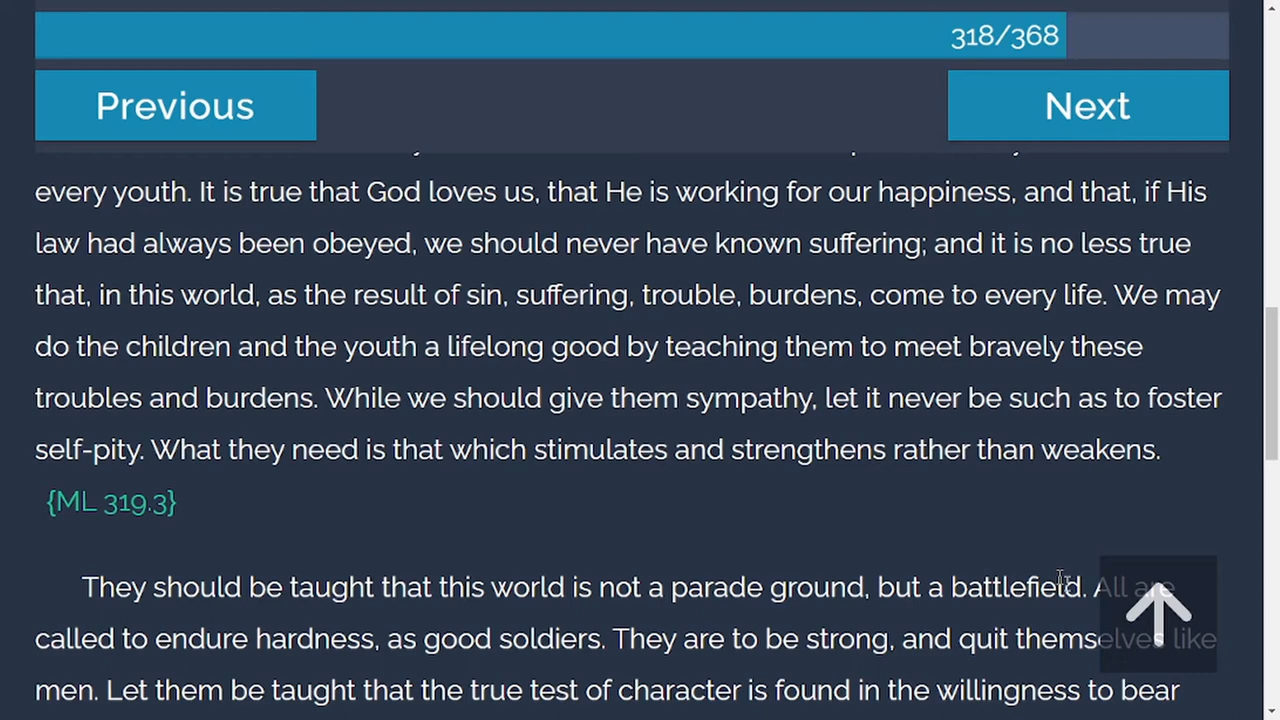 318/368
Previous
Next
every youth. It is true that God loves us, that He is working for our happiness, and that, if His
law had always been obeyed, we should never have known suffering; and it is no less true
that, in this world, as the result of sin, suffering, trouble, burdens, come to every life. We may
do the children and the youth a lifelong good by teaching them to meet bravely these
troubles and burdens. While we should give them sympathy, let it never be such as to foster
self-pity. What they need is that which stimulates and strengthens rather than weakens.
{ML 319.3}
They should be taught that this world is not a parade ground, but a battlefield. All are
called to endure hardness, as good soldiers. They are to be strong, and quit themselves like
men. Let them be taught that the true test of character is found in the willingness to bear